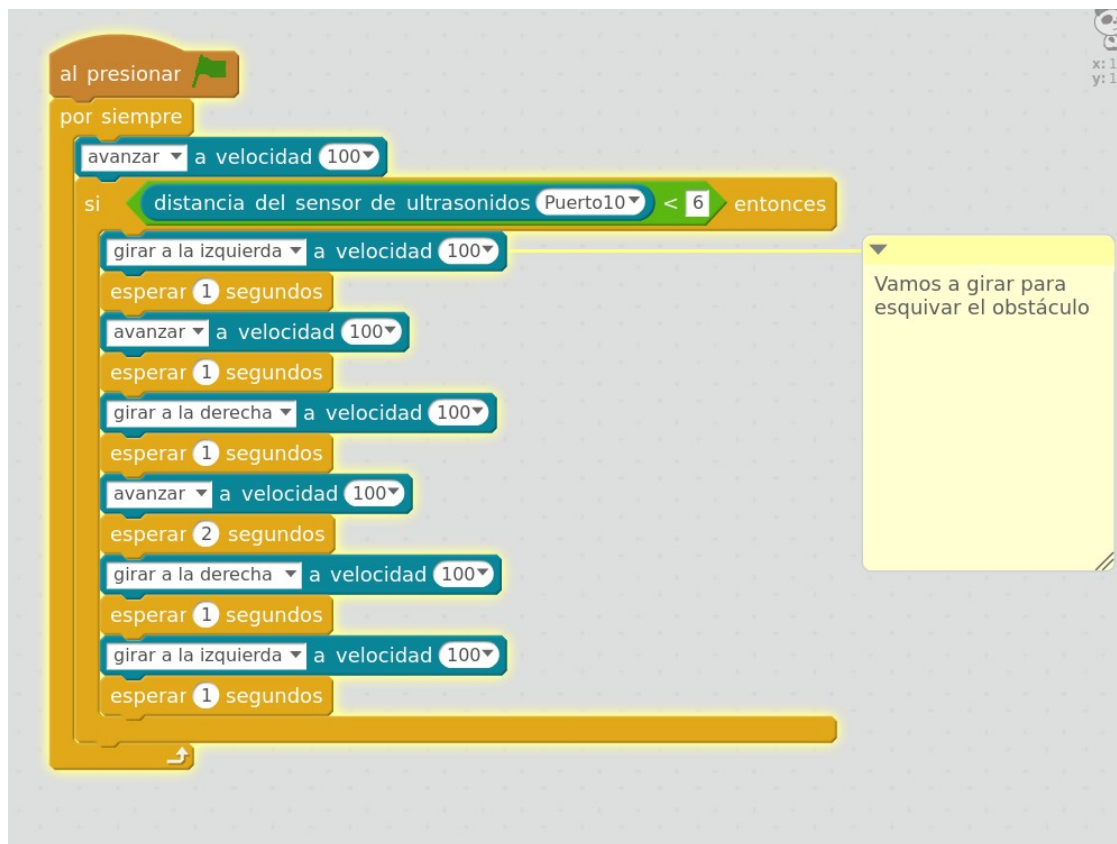 al presionar
x: 1
y: 1
por siempre
avanzar a velocidad 100
si distancia del sensor de ultrasonidos Puerto10 < 6 entonces
girar a la izquierda a velocidad 100
Vamos a girar para
esquivar el obstáculo
esperar 1 segundos
avanzar a velocidad 100
esperar 1 segundos
girar a la derecha a velocidad 100
esperar 1 segundos
avanzar a velocidad 100
esperar 2 segundos
girar a la derecha a velocidad 100
esperar 1 segundos
girar a la izquierda a velocidad 100
esperar 1 segundos